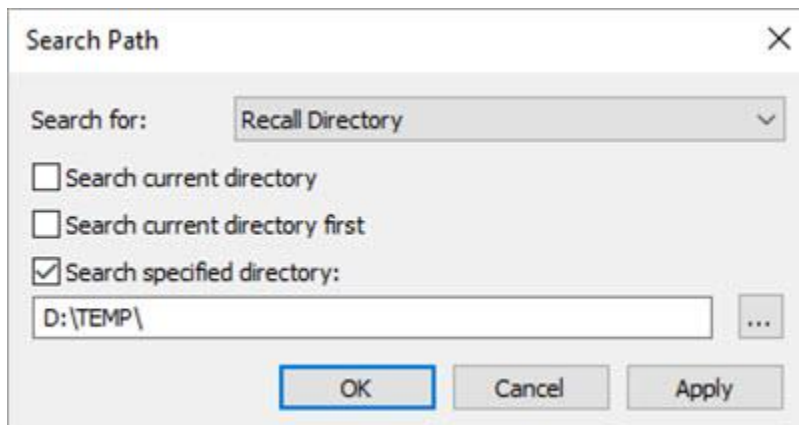 Search Path
Search for: Recall Directory
Search current directory
Search current directory first
Search specified directory:
D:\TEMP\ ...
OK Cancel Apply